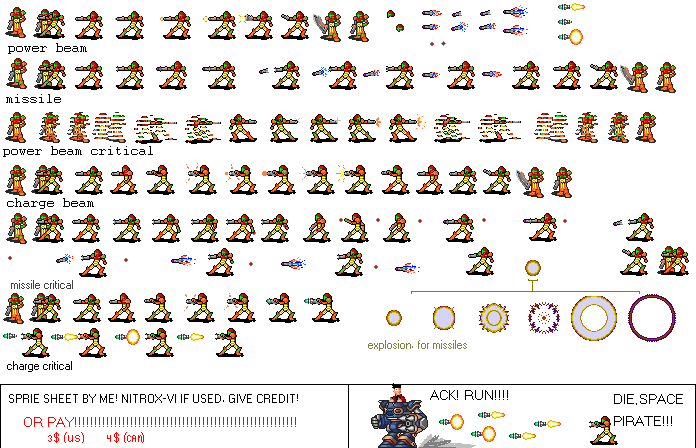 power beam
missile
power beam critical
charge beam
missile critical
explosion, for missiles
charge critical
SPRIE SHEET BY ME! NITROX-VI IF USED, GIVE CREDIT!
OR PAY!!!!!!!!!!!!!!!!!!!!!!!!!!!!!!!!!!!!!!!!!!!!!!!!!!!!!!
3$ (US) 4$ (CAN)
ACK! RUN!!!!
DIE,SPACE
PIRATE!!!